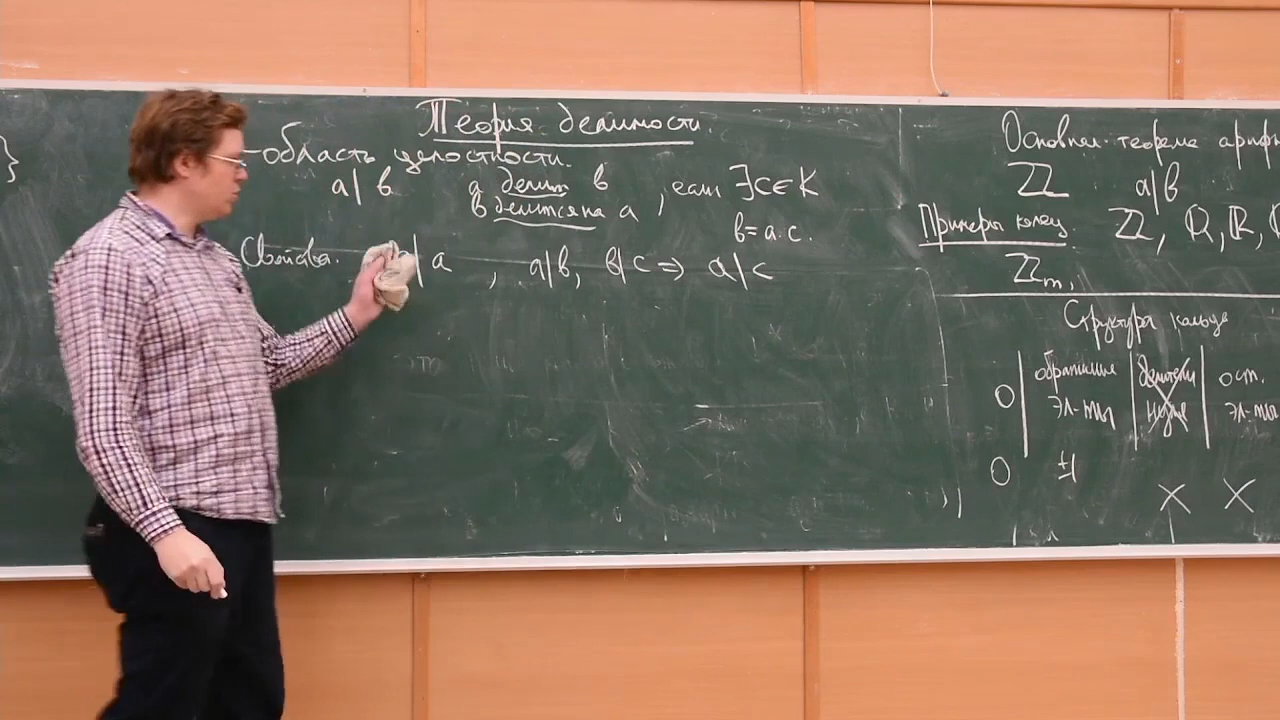 }
Теория делимости.
– область целостности.
a|b a делит b, если ∃c∈K
b делится на a
b=a·c.
Свойства. |a, a|b, b|c ⇒ a|c
Основная теорема
ℤ a|b
Примеры колец. ℤ, ℚ, ℝ,
ℤm,
Структура кольца
0 | обратимые эл-ты | делители нуля | ост. эл-ты
0 ±1 × ×